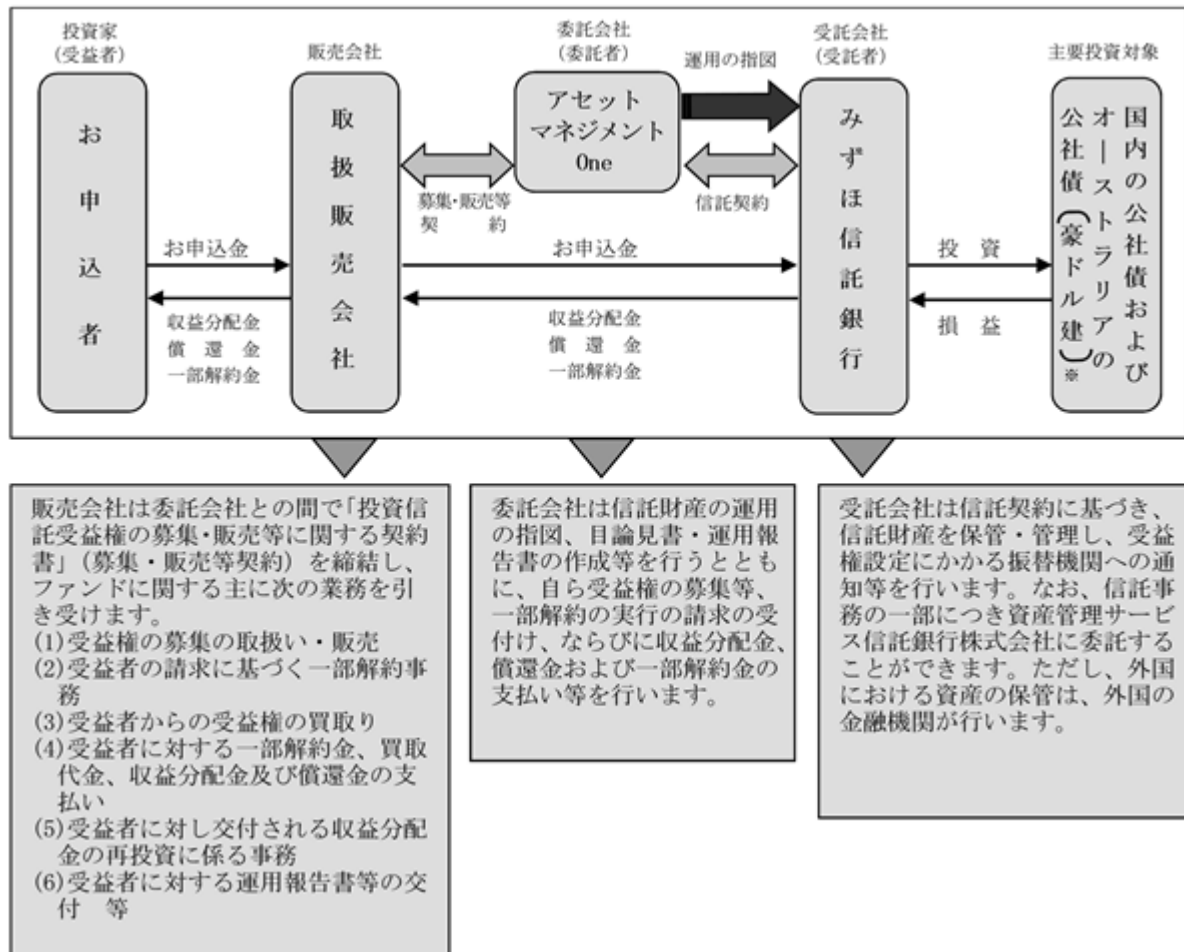 投資家
(受益者)
お申込者
販売会社
取扱販売会社
委託会社
(委託者)
アセット
マネジメント
One
運用の指図
受託会社
(受託者)
みずほ信託銀行
主要投資対象
国内の公社債および
オーストラリアの
公社債(豪ドル建)※
募集・販売等
契約
信託契約
お申込金
収益分配金
償還金
一部解約金
お申込金
収益分配金
償還金
一部解約金
投資
損益
販売会社は委託会社との間で「投資信
託受益権の募集・販売等に関する契約
書」(募集・販売等契約)を締結し、
ファンドに関する主に次の業務を引
き受けます。
(1)受益権の募集の取扱い・販売
(2)受益者の請求に基づく一部解約事
務
(3)受益者からの受益権の買取り
(4)受益者に対する一部解約金、買取
代金、収益分配金及び償還金の支
払い
(5)受益者に対し交付される収益分配
金の再投資に係る事務
(6)受益者に対する運用報告書等の交
付 等
委託会社は信託財産の運用
の指図、目論見書・運用報
告書の作成等を行うととも
に、自ら受益権の募集等、
一部解約の実行の請求の受
付け、ならびに収益分配金、
償還金および一部解約金の
支払い等を行います。
受託会社は信託契約に基づき、
信託財産を保管・管理し、受益
権設定にかかる振替機関への通
知等を行います。なお、信託事
務の一部につき資産管理サービ
ス信託銀行株式会社に委託する
ことができます。ただし、外国
における資産の保管は、外国の
金融機関が行います。